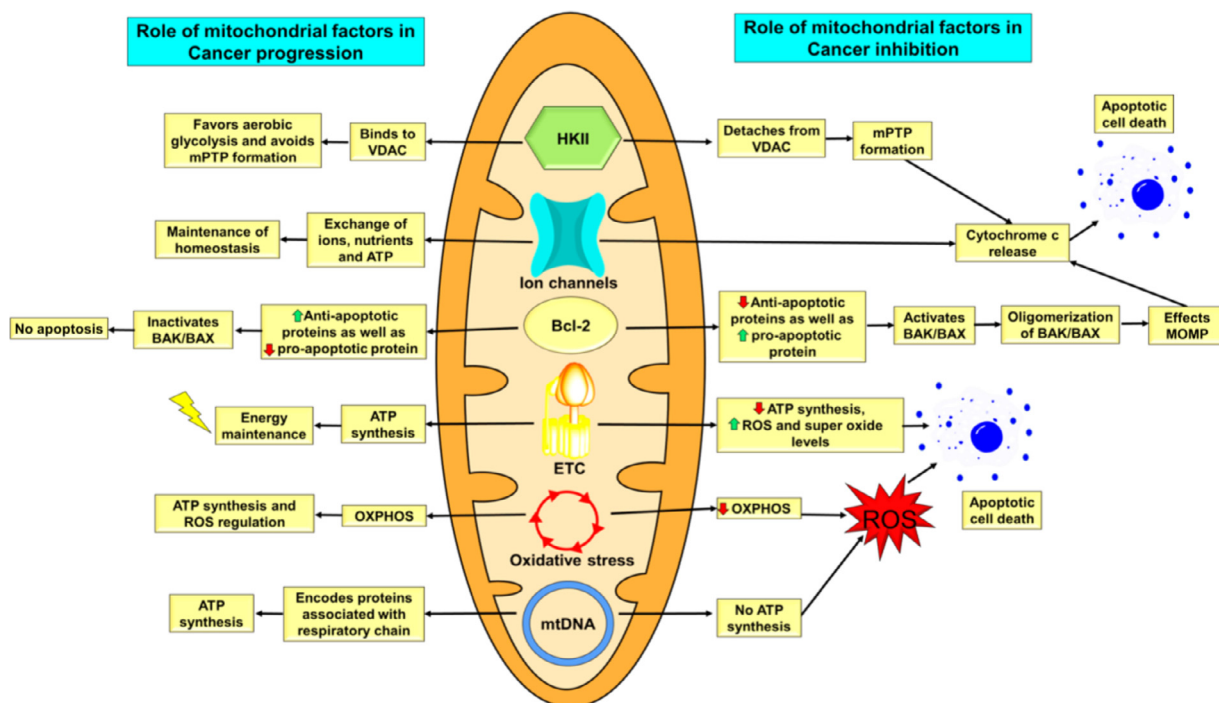 Role of mitochondrial factors in
Cancer progression
Role of mitochondrial factors in
Cancer inhibition
Favors aerobic
glycolysis and avoids
mPTP formation
Binds to
VDAC
HKII
Detaches from
VDAC
mPTP
formation
Apoptotic
cell death
Maintenance of
homeostasis
Exchange of
ions, nutrients
and ATP
Ion channels
Cytochrome c
release
No apoptosis
Inactivates
BAK/BAX
Anti-apoptotic
proteins as well as
pro-apoptotic protein
Bcl-2
Anti-apoptotic
proteins as well as
pro-apoptotic
protein
Activates
BAK/BAX
Oligomerization
of BAK/BAX
Effects
MOMP
Energy
maintenance
ATP
synthesis
ETC
ATP synthesis,
ROS and super oxide
levels
Apoptotic
cell death
ATP synthesis and
ROS regulation
OXPHOS
Oxidative stress
OXPHOS
ROS
ATP
synthesis
Encodes proteins
associated with
respiratory chain
mtDNA
No ATP
synthesis